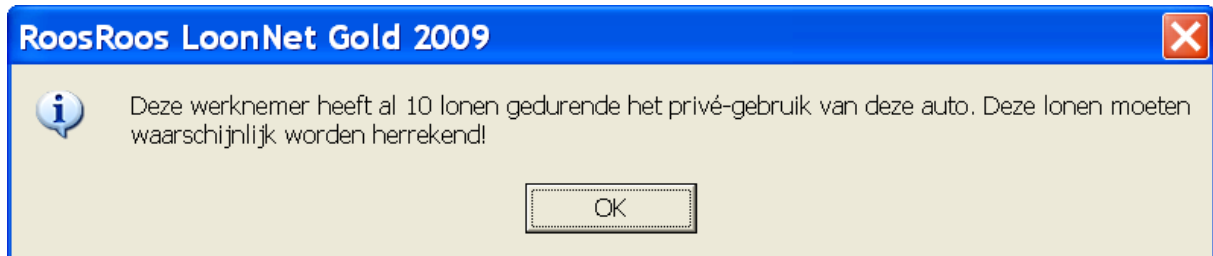 RoosRoos LoonNet Gold 2009
Deze werknemer heeft al 10 lonen gedurende het privé-gebruik van deze auto. Deze lonen moeten
waarschijnlijk worden herrekend!
OK